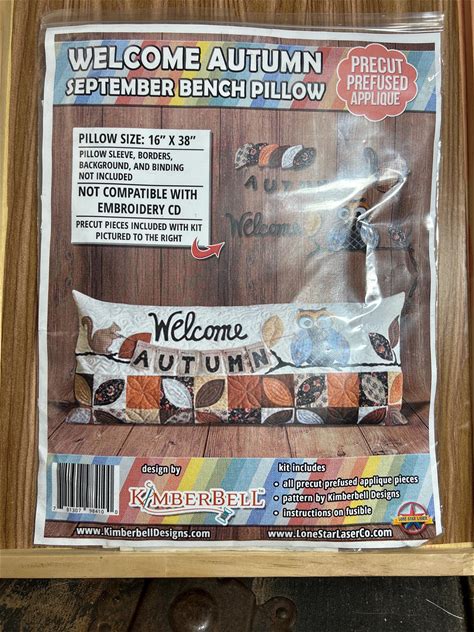 WELCOME AUTUMN
SEPTEMBER BENCH PILLOW
PRECUT
PREFUSED
APPLIQUE
PILLOW SIZE: 16" X 38"
PILLOW SLEEVE, BORDERS,
BACKGROUND, AND BINDING
NOT INCLUDED
NOT COMPATIBLE WITH
EMBROIDERY CD
PRECUT PIECES INCLUDED WITH KIT
PICTURED TO THE RIGHT
AUTUMN
Welcome
Welcome
AUTUMN
design by
KIMBERBELL
kit includes
• all precut prefused applique pieces
• pattern by Kimberbell Designs
• instructions on fusible
LONE STAR LASER
www.KimberbellDesigns.com
www.LoneStarLaserCo.com